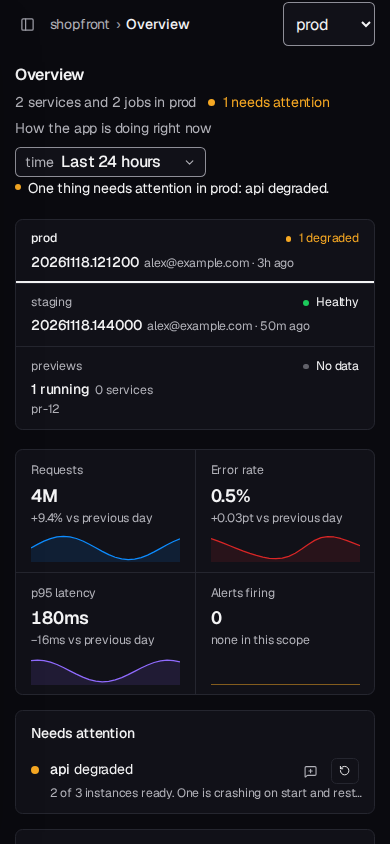 shopfront › Overview
prod
Overview
2 services and 2 jobs in prod 1 needs attention
How the app is doing right now
time Last 24 hours
One thing needs attention in prod: api degraded.
prod 1 degraded
20261118.121200 alex@example.com · 3h ago
staging Healthy
20261118.144000 alex@example.com · 50m ago
previews No data
1 running 0 services
pr-12
Requests
4M
+9.4% vs previous day
Error rate
0.5%
+0.03pt vs previous day
p95 latency
180ms
−16ms vs previous day
Alerts firing
0
none in this scope
Needs attention
api degraded
2 of 3 instances ready. One is crashing on start and rest...